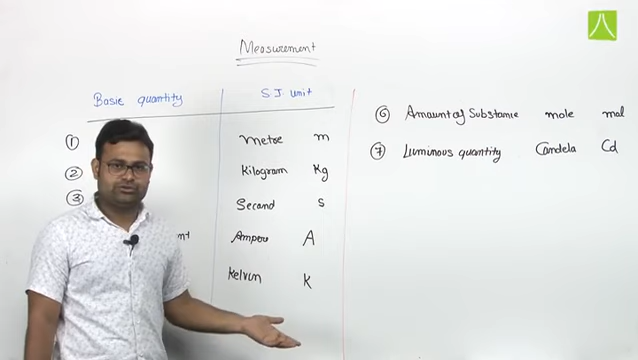 Measurement
Basic quantity S.I. unit
① metre m
② Kilogram Kg
③ Second s
Ampere A
Kelvin K
⑥ Amount of Substance mole mol
⑦ Luminous quantity Candela Cd